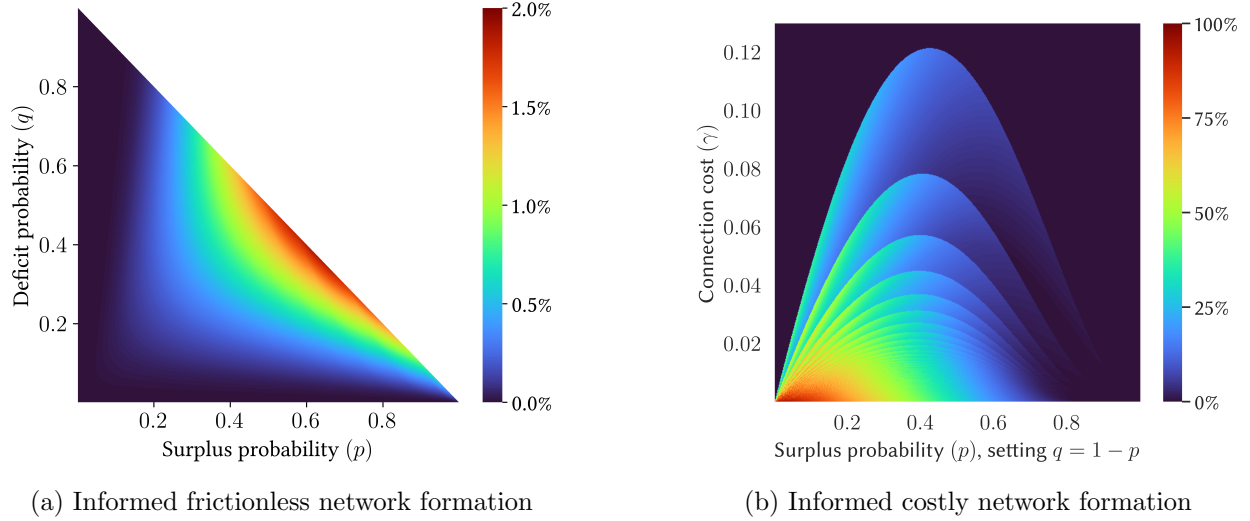 2.0%
1.5%
1.0%
0.5%
0.0%
Deficit probability (q)
0.8
0.6
0.4
0.2
0.2 0.4 0.6 0.8
Surplus probability (p)
(a) Informed frictionless network formation
100%
75%
50%
25%
0%
Connection cost (γ)
0.12
0.10
0.08
0.06
0.04
0.02
0.2 0.4 0.6 0.8
Surplus probability (p), setting q = 1 − p
(b) Informed costly network formation